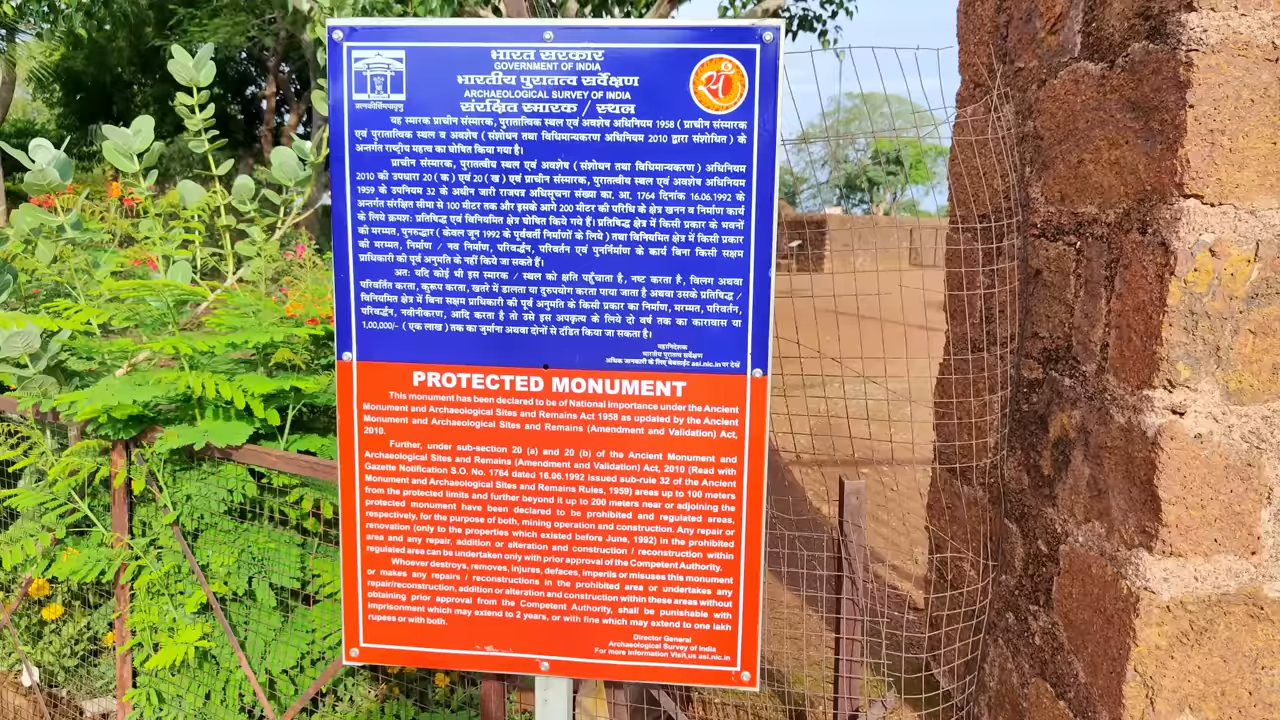 भारत सरकार
GOVERNMENT OF INDIA
भारतीय पुरातत्व सर्वेक्षण
ARCHAEOLOGICAL SURVEY OF INDIA
संरक्षित स्मारक / स्थल
प्रत्नकीर्तिमपावृणु
यह स्मारक प्राचीन संस्मारक, पुरातात्विक स्थल एवं अवशेष अधिनियम 1958 ( प्राचीन संस्मारक
एवं पुरातात्विक स्थल व अवशेष ( संशोधन तथा विधिमान्यकरण अधिनियम 2010 द्वारा संशोधित ) के
अन्तर्गत राष्ट्रीय महत्व का घोषित किया गया है।
प्राचीन संस्मारक, पुरातत्वीय स्थल एवं अवशेष ( संशोधन तथा विधिमान्यकरण ) अधिनियम
2010 की उपधारा 20 ( क ) एवं 20 ( ख ) एवं प्राचीन संस्मारक, पुरातत्वीय स्थल एवं अवशेष अधिनियम
1959 के उपनियम 32 के अधीन जारी राजपत्र अधिसूचना संख्या का. आ. 1764 दिनांक 16.06.1992 के
अन्तर्गत संरक्षित सीमा से 100 मीटर तक और इसके आगे 200 मीटर की परिधि के क्षेत्र खनन व निर्माण कार्य
के लिये क्रमश: प्रतिषिद्ध एवं विनियमित क्षेत्र घोषित किये गये हैं। प्रतिषिद्ध क्षेत्र में किसी प्रकार के भवनों
की मरम्मत, पुनरुद्धार ( केवल जून 1992 के पूर्ववर्ती निर्माणों के लिये ) तथा विनियमित क्षेत्र में किसी प्रकार
की मरम्मत, निर्माण / नव निर्माण, परिवर्द्धन, परिवर्तन एवं पुनर्निर्माण के कार्य बिना किसी सक्षम
प्राधिकारी की पूर्व अनुमति के नहीं किये जा सकते हैं।
अत: यदि कोई भी इस स्मारक / स्थल को क्षति पहुँचाता है, नष्ट करता है, विलग अथवा
परिवर्तित करता, कुरूप करता, खतरे में डालता या दुरुपयोग करता पाया जाता है अथवा उसके प्रतिषिद्ध /
विनियमित क्षेत्र में बिना सक्षम प्राधिकारी की पूर्व अनुमति के किसी प्रकार का निर्माण, मरम्मत, परिवर्तन,
परिवर्द्धन, नवीनीकरण, आदि करता है तो उसे इस अपकृत्य के लिये दो वर्ष तक का कारावास या
1,00,000/- ( एक लाख ) तक का जुर्माना अथवा दोनों से दंडित किया जा सकता है।
महानिदेशक
भारतीय पुरातत्व सर्वेक्षण
अधिक जानकारी के लिए वेबसाईट asi.nic.in पर देखें
PROTECTED MONUMENT
This monument has been declared to be of National Importance under the Ancient
Monument and Archaeological Sites and Remains Act 1958 as updated by the Ancient
Monument and Archaeological Sites and Remains (Amendment and Validation) Act,
2010.
Further, under sub-section 20 (a) and 20 (b) of the Ancient Monument and
Archaeological Sites and Remains (Amendment and Validation) Act, 2010 (Read with
Gazette Notification S.O. No. 1764 dated 16.06.1992 issued sub-rule 32 of the Ancient
Monument and Archaeological Sites and Remains Rules, 1959) areas up to 100 meters
from the protected limits and further beyond it up to 200 meters near or adjoining the
protected monument have been declared to be prohibited and regulated areas,
respectively, for the purpose of both, mining operation and construction. Any repair or
renovation (only to the properties which existed before June, 1992) in the prohibited
area and any repair, addition or alteration and construction / reconstruction within
regulated area can be undertaken only with prior approval of the Competent Authority.
Whoever destroys, removes, injures, defaces, imperils or misuses this monument
or makes any repairs / reconstructions in the prohibited area or undertakes any
repair/reconstruction, addition or alteration and construction within these areas without
obtaining prior approval from the Competent Authority, shall be punishable with
imprisonment which may extend to 2 years, or with fine which may extend to one lakh
rupees or with both.
Director General
Archaeological Survey of India
For more information Visit us asi.nic.in